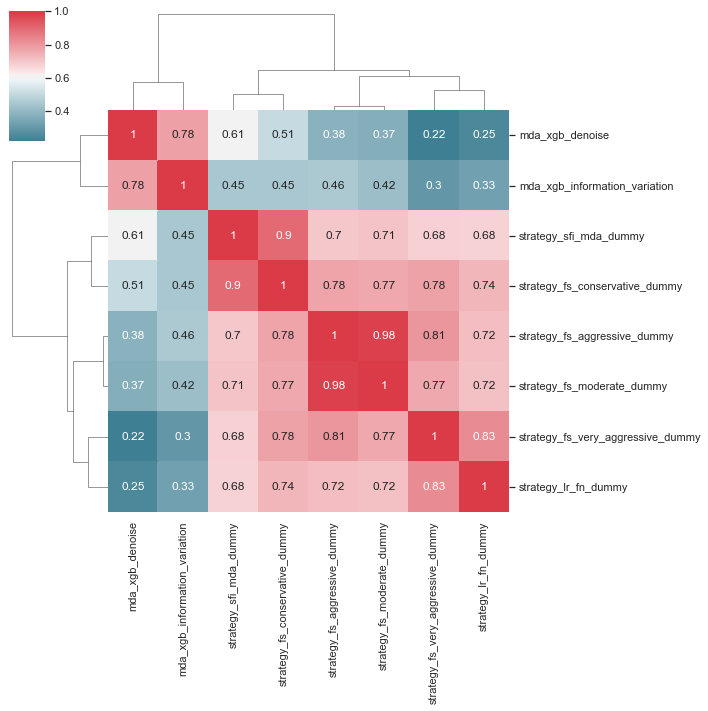 1.0
0.8
0.6
0.4
1 0.78 0.61 0.51 0.38 0.37 0.22 0.25 mda_xgb_denoise
0.78 1 0.45 0.45 0.46 0.42 0.3 0.33 mda_xgb_information_variation
0.61 0.45 1 0.9 0.7 0.71 0.68 0.68 strategy_sfi_mda_dummy
0.51 0.45 0.9 1 0.78 0.77 0.78 0.74 strategy_fs_conservative_dummy
0.38 0.46 0.7 0.78 1 0.98 0.81 0.72 strategy_fs_aggressive_dummy
0.37 0.42 0.71 0.77 0.98 1 0.77 0.72 strategy_fs_moderate_dummy
0.22 0.3 0.68 0.78 0.81 0.77 1 0.83 strategy_fs_very_aggressive_dummy
0.25 0.33 0.68 0.74 0.72 0.72 0.83 1 strategy_lr_fn_dummy
mda_xgb_denoise
mda_xgb_information_variation
strategy_sfi_mda_dummy
strategy_fs_conservative_dummy
strategy_fs_aggressive_dummy
strategy_fs_moderate_dummy
strategy_fs_very_aggressive_dummy
strategy_lr_fn_dummy